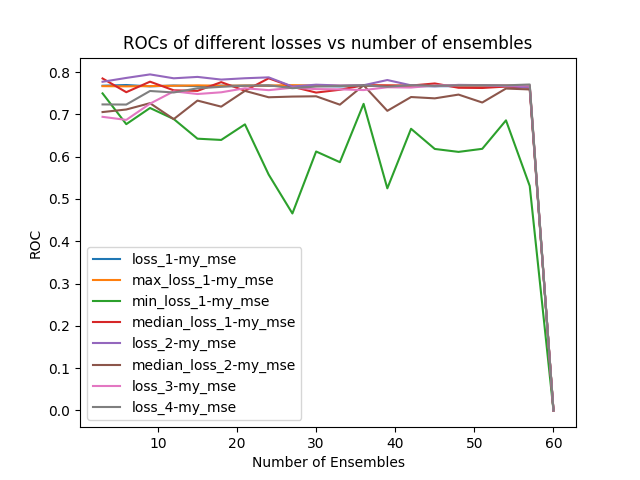 ROCs of different losses vs number of ensembles
ROC
0.8
0.7
0.6
0.5
0.4
0.3
0.2
0.1
0.0
loss_1-my_mse
max_loss_1-my_mse
min_loss_1-my_mse
median_loss_1-my_mse
loss_2-my_mse
median_loss_2-my_mse
loss_3-my_mse
loss_4-my_mse
10 20 30 40 50 60
Number of Ensembles